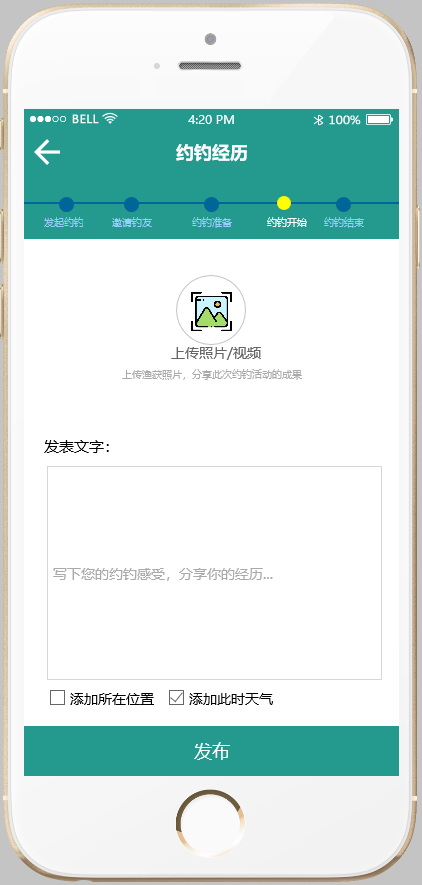 BELL 4:20 PM 100%
约钓经历
发起约钓 邀请钓友 约钓准备 约钓开始 约钓结束
上传照片/视频
上传渔获照片，分享此次约钓活动的成果
发表文字：
写下您的约钓感受，分享你的经历...
添加所在位置 添加此时天气
发布